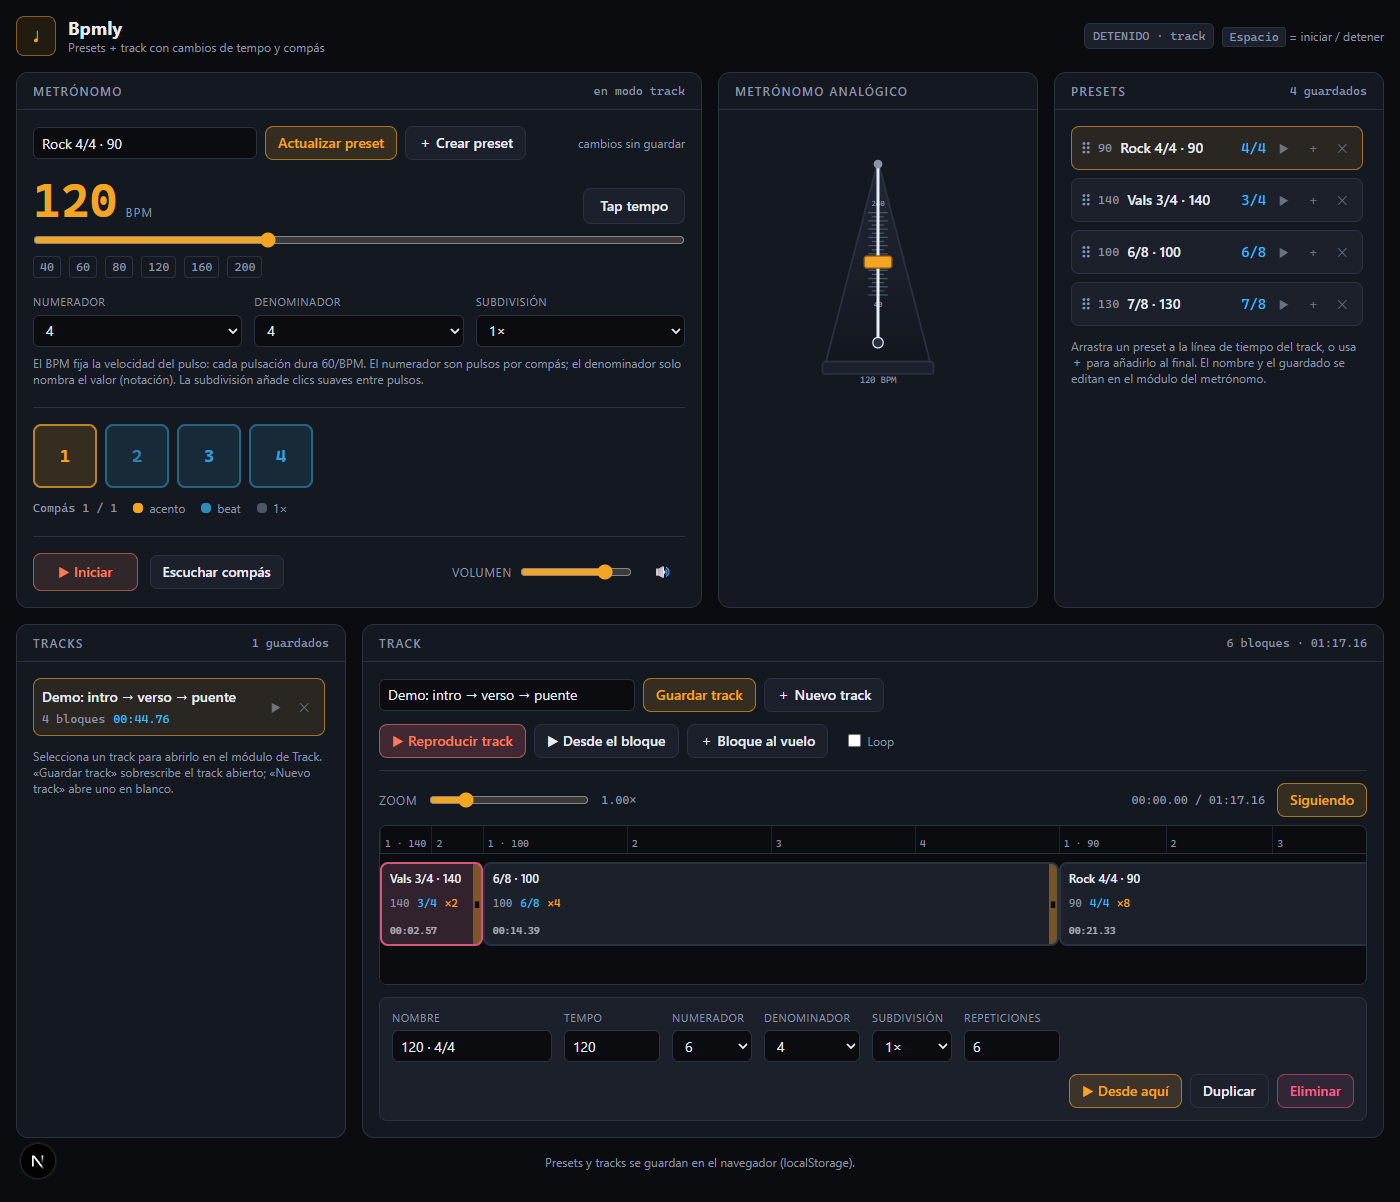 Bpmly
Presets + track con cambios de tempo y compás
DETENIDO · track
Espacio = iniciar / detener
METRÓNOMO
en modo track
Rock 4/4 · 90
Actualizar preset
+ Crear preset
cambios sin guardar
120 BPM
Tap tempo
40 60 80 120 160 200
NUMERADOR DENOMINADOR SUBDIVISIÓN
4 4 1×
El BPM fija la velocidad del pulso: cada pulsación dura 60/BPM. El numerador son pulsos por compás; el denominador solo
nombra el valor (notación). La subdivisión añade clics suaves entre pulsos.
1 2 3 4
Compás 1 / 1 acento beat 1×
▶ Iniciar
Escuchar compás
VOLUMEN
METRÓNOMO ANALÓGICO
120 BPM
PRESETS
4 guardados
90 Rock 4/4 · 90 4/4 ▶ + ×
140 Vals 3/4 · 140 3/4 ▶ + ×
100 6/8 · 100 6/8 ▶ + ×
130 7/8 · 130 7/8 ▶ + ×
Arrastra un preset a la línea de tiempo del track, o usa
+ para añadirlo al final. El nombre y el guardado se
editan en el módulo del metrónomo.
TRACKS
1 guardados
Demo: intro → verso → puente
4 bloques 00:44.76
Selecciona un track para abrirlo en el módulo de Track.
«Guardar track» sobrescribe el track abierto; «Nuevo
track» abre uno en blanco.
TRACK
6 bloques · 01:17.16
Demo: intro → verso → puente
Guardar track
+ Nuevo track
▶ Reproducir track
▶ Desde el bloque
+ Bloque al vuelo
Loop
ZOOM
1.00×
00:00.00 / 01:17.16
Siguiendo
1 · 140 2 1 · 100 2 3 4 1 · 90 2 3
Vals 3/4 · 140
140 3/4 ×2
00:02.57
6/8 · 100
100 6/8 ×4
00:14.39
Rock 4/4 · 90
90 4/4 ×8
00:21.33
NOMBRE TEMPO NUMERADOR DENOMINADOR SUBDIVISIÓN REPETICIONES
120 · 4/4 120 6 4 1× 6
▶ Desde aquí
Duplicar
Eliminar
N
Presets y tracks se guardan en el navegador (localStorage).